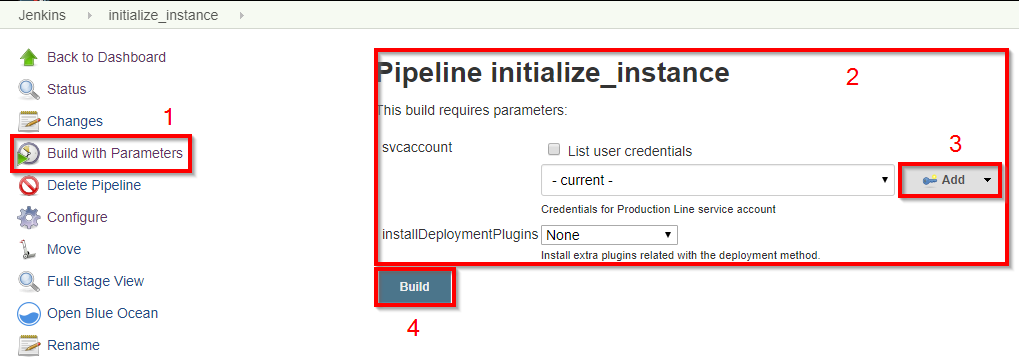 Jenkins initialize_instance
Back to Dashboard
Status
Changes
1
Build with Parameters
Delete Pipeline
Configure
Move
Full Stage View
Open Blue Ocean
Rename
Pipeline initialize_instance
2
This build requires parameters:
svcaccount
List user credentials
3
- current -
Add
Credentials for Production Line service account
installDeploymentPlugins
None
Install extra plugins related with the deployment method.
Build
4